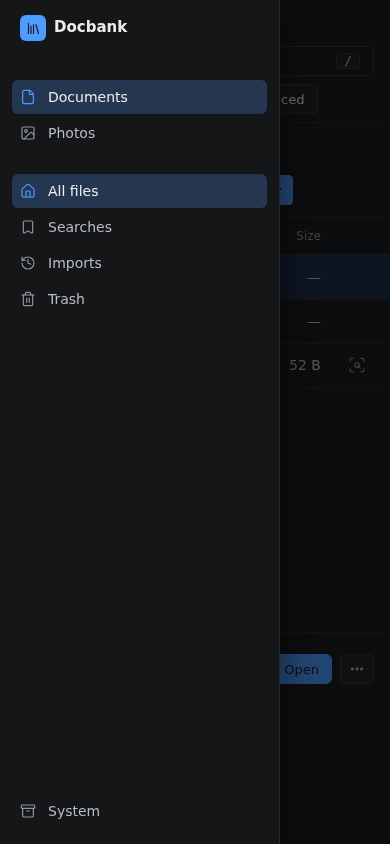 Docbank
/
ced
Documents
Photos
All files
Size
Searches
—
Imports
Trash
—
52 B
Open
System